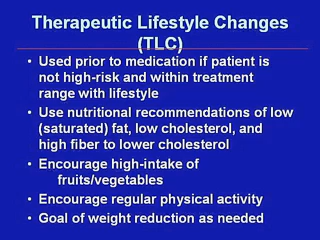 Therapeutic Lifestyle Changes
(TLC)
• Used prior to medication if patient is
not high-risk and within treatment
range with lifestyle
• Use nutritional recommendations of low
(saturated) fat, low cholesterol, and
high fiber to lower cholesterol
• Encourage high-intake of
fruits/vegetables
• Encourage regular physical activity
• Goal of weight reduction as needed